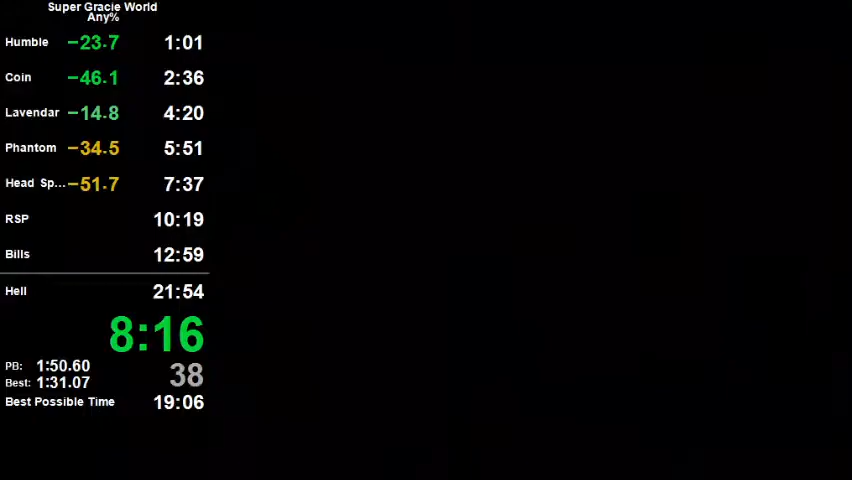 Super Gracie World
Any%
Humble -23.7 1:01
Coin -46.1 2:36
Lavendar -14.8 4:20
Phantom -34.5 5:51
Head Sp... -51.7 7:37
RSP 10:19
Bills 12:59
Hell 21:54
8:16
PB: 1:50.60
Best: 1:31.07 38
Best Possible Time 19:06